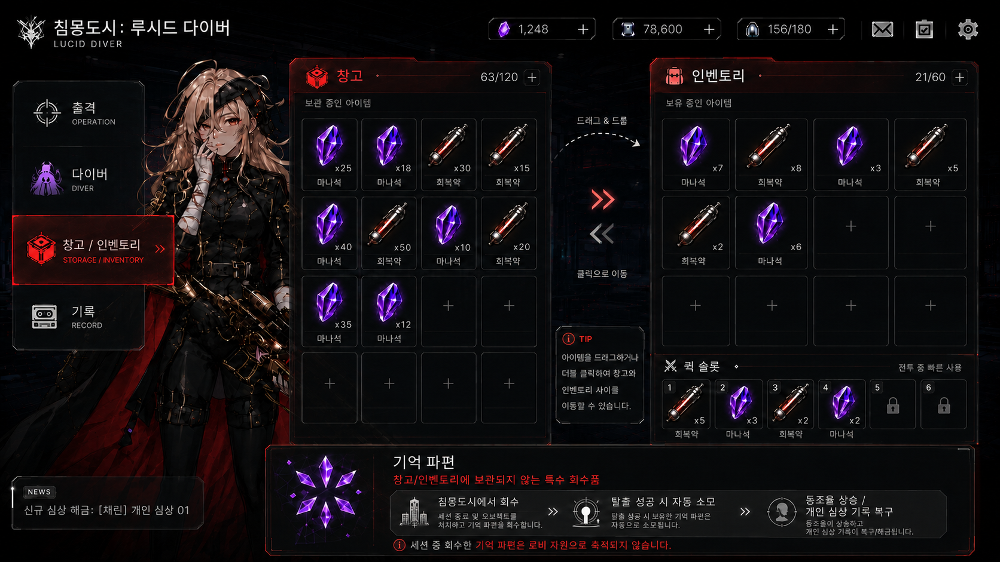 침몽도시: 루시드 다이버
LUCID DIVER
1,248
78,600
156/180
출격
OPERATION
다이버
DIVER
창고 / 인벤토리
STORAGE / INVENTORY
기록
RECORD
NEWS
신규 심상 해금: [채린] 개인 심상 01
창고
63/120
보관 중인 아이템
x25
x18
x30
x15
마나석
마나석
회복약
회복약
x40
x50
x10
x20
마나석
회복약
마나석
회복약
x35
x12
마나석
마나석
드래그 & 드롭
클릭으로 이동
TIP
아이템을 드래그하거나
더블 클릭하여 창고와
인벤토리 사이를
이동할 수 있습니다.
인벤토리
21/60
보유 중인 아이템
x7
x8
x3
x5
마나석
회복약
마나석
회복약
x2
x6
회복약
마나석
퀵 슬롯
전투 중 빠른 사용
1
2
3
4
5
6
x5
x3
x2
x2
회복약
마나석
회복약
마나석
기억 파편
창고/인벤토리에 보관되지 않는 특수 회수품
침몽도시에서 회수
세션 종료 및 오보젝트를
처치하고 기억 파편을 회수합니다.
탈출 성공 시 자동 소모
탈출 성공 시 보유한 기억 파편은
자동으로 소모됩니다.
동조율 상승 /
개인 심상 기록 복구
동조율이 상승하고
개인 심상 기록이 복구/해금됩니다.
세션 중 회수한 기억 파편은 로비 자원으로 축적되지 않습니다.